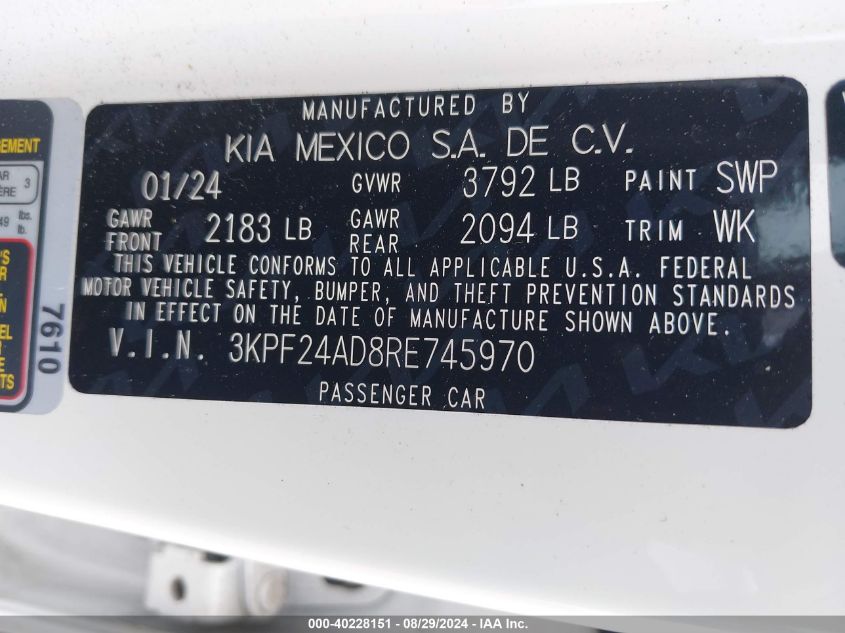 MANUFACTURED BY
KIA MEXICO S.A. DE C.V.
01/24 GVWR 3792 LB PAINT SWP
GAWR FRONT 2183 LB GAWR REAR 2094 LB TRIM WK
THIS VEHICLE CONFORMS TO ALL APPLICABLE U.S.A. FEDERAL
MOTOR VEHICLE SAFETY, BUMPER, AND THEFT PREVENTION STANDARDS
IN EFFECT ON THE DATE OF MANUFACTURE SHOWN ABOVE.
V.I.N. 3KPF24AD8RE745970
PASSENGER CAR
3
lbs.
lb.
7610
000-40228151 - 08/29/2024 - IAA Inc.